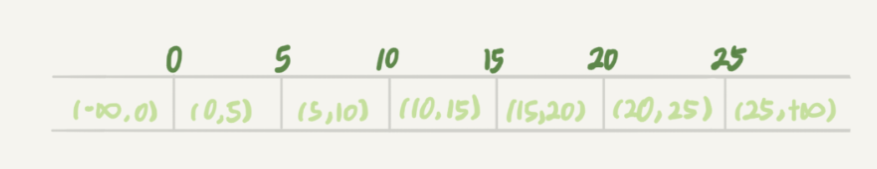 0 5 10 15 20 25
(-∞,0) (0,5) (5,10) (10,15) (15,20) (20,25) (25,+∞)